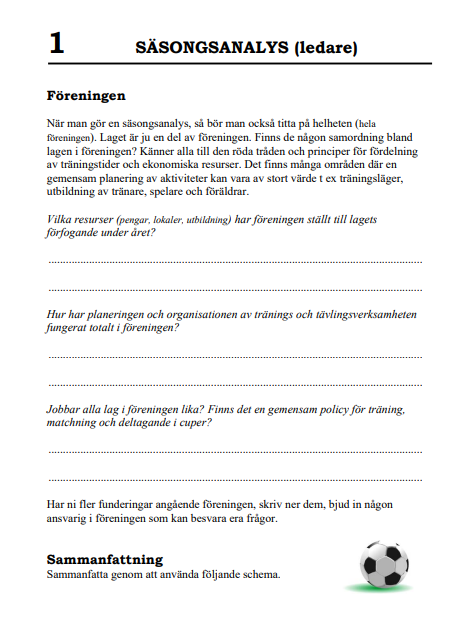 1 SÄSONGSANALYS (ledare)
Föreningen
När man gör en säsongsanalys, så bör man också titta på helheten (hela
föreningen). Laget är ju en del av föreningen. Finns de någon samordning bland
lagen i föreningen? Känner alla till den röda tråden och principer för fördelning
av träningstider och ekonomiska resurser. Det finns många områden där en
gemensam planering av aktiviteter kan vara av stort värde t ex träningsläger,
utbildning av tränare, spelare och föräldrar.
Vilka resurser (pengar, lokaler, utbildning) har föreningen ställt till lagets
förfogande under året?
Hur har planeringen och organisationen av tränings och tävlingsverksamheten
fungerat totalt i föreningen?
Jobbar alla lag i föreningen lika? Finns det en gemensam policy för träning,
matchning och deltagande i cuper?
Har ni fler funderingar angående föreningen, skriv ner dem, bjud in någon
ansvarig i föreningen som kan besvara era frågor.
Sammanfattning
Sammanfatta genom att använda följande schema.